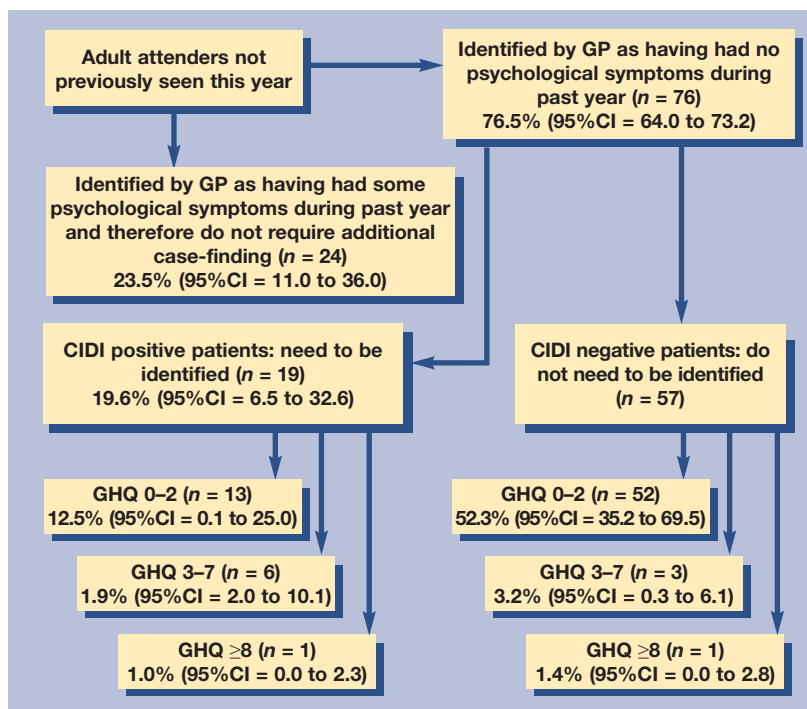 Adult attenders not
previously seen this year
Identified by GP as having had no
psychological symptoms during
past year (n = 76)
76.5% (95%CI = 64.0 to 73.2)
Identified by GP as having had some
psychological symptoms during past year
and therefore do not require additional
case-finding (n = 24)
23.5% (95%CI = 11.0 to 36.0)
CIDI positive patients: need to be
identified (n = 19)
19.6% (95%CI = 6.5 to 32.6)
CIDI negative patients: do
not need to be identified
(n = 57)
GHQ 0–2 (n = 13)
12.5% (95%CI = 0.1 to 25.0)
GHQ 3–7 (n = 6)
1.9% (95%CI = 2.0 to 10.1)
GHQ ≥8 (n = 1)
1.0% (95%CI = 0.0 to 2.3)
GHQ 0–2 (n = 52)
52.3% (95%CI = 35.2 to 69.5)
GHQ 3–7 (n = 3)
3.2% (95%CI = 0.3 to 6.1)
GHQ ≥8 (n = 1)
1.4% (95%CI = 0.0 to 2.8)